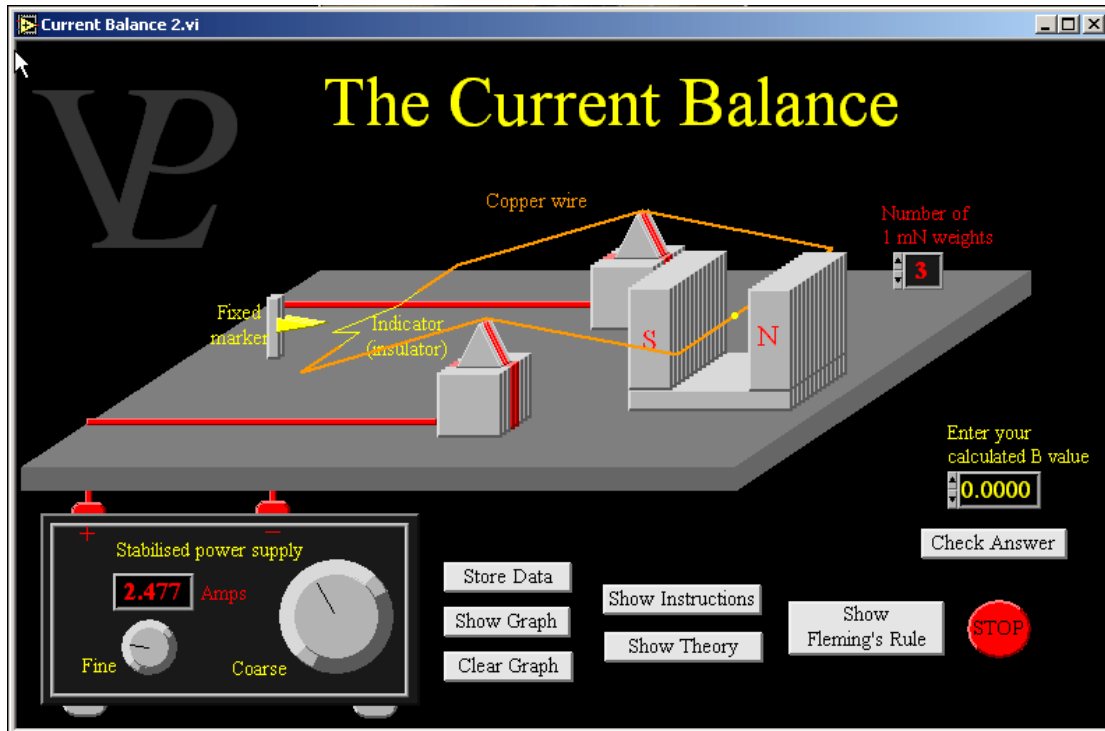 Current Balance 2.vi
VPL
The Current Balance
Copper wire
Number of
1 mN weights
3
Fixed
marker
Indicator
(insulator)
S
N
Enter your
calculated B value
0.0000
Check Answer
+
−
Stabilised power supply
2.477 Amps
Fine
Coarse
Store Data
Show Graph
Clear Graph
Show Instructions
Show Theory
Show
Fleming's Rule
STOP